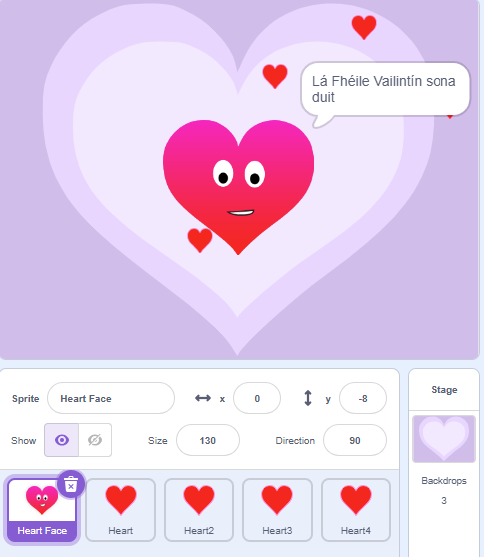 Lá Fhéile Vailintín sona
duit
Sprite Heart Face x 0 y -8
Show Size 130 Direction 90
Heart Face Heart Heart2 Heart3 Heart4
Stage
Backdrops
3